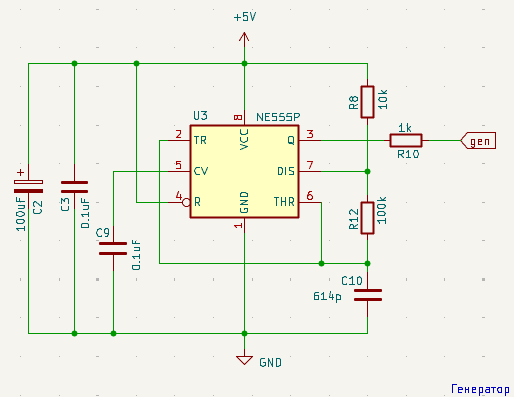 +5V
U3
NE555P
8
VCC
2
TR
Q
3
1k
R10
gen
R8
10k
5
CV
DIS
7
4
R
THR
6
GND
1
R12
100k
+
100uF
C2
C3
0.1uF
C9
0.1uF
C10
614p
GND
Генератор